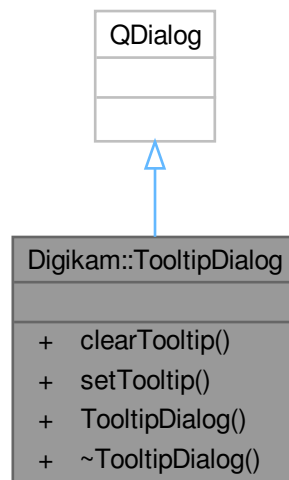 QDialog
Digikam::TooltipDialog
+ clearTooltip()
+ setTooltip()
+ TooltipDialog()
+ ~TooltipDialog()